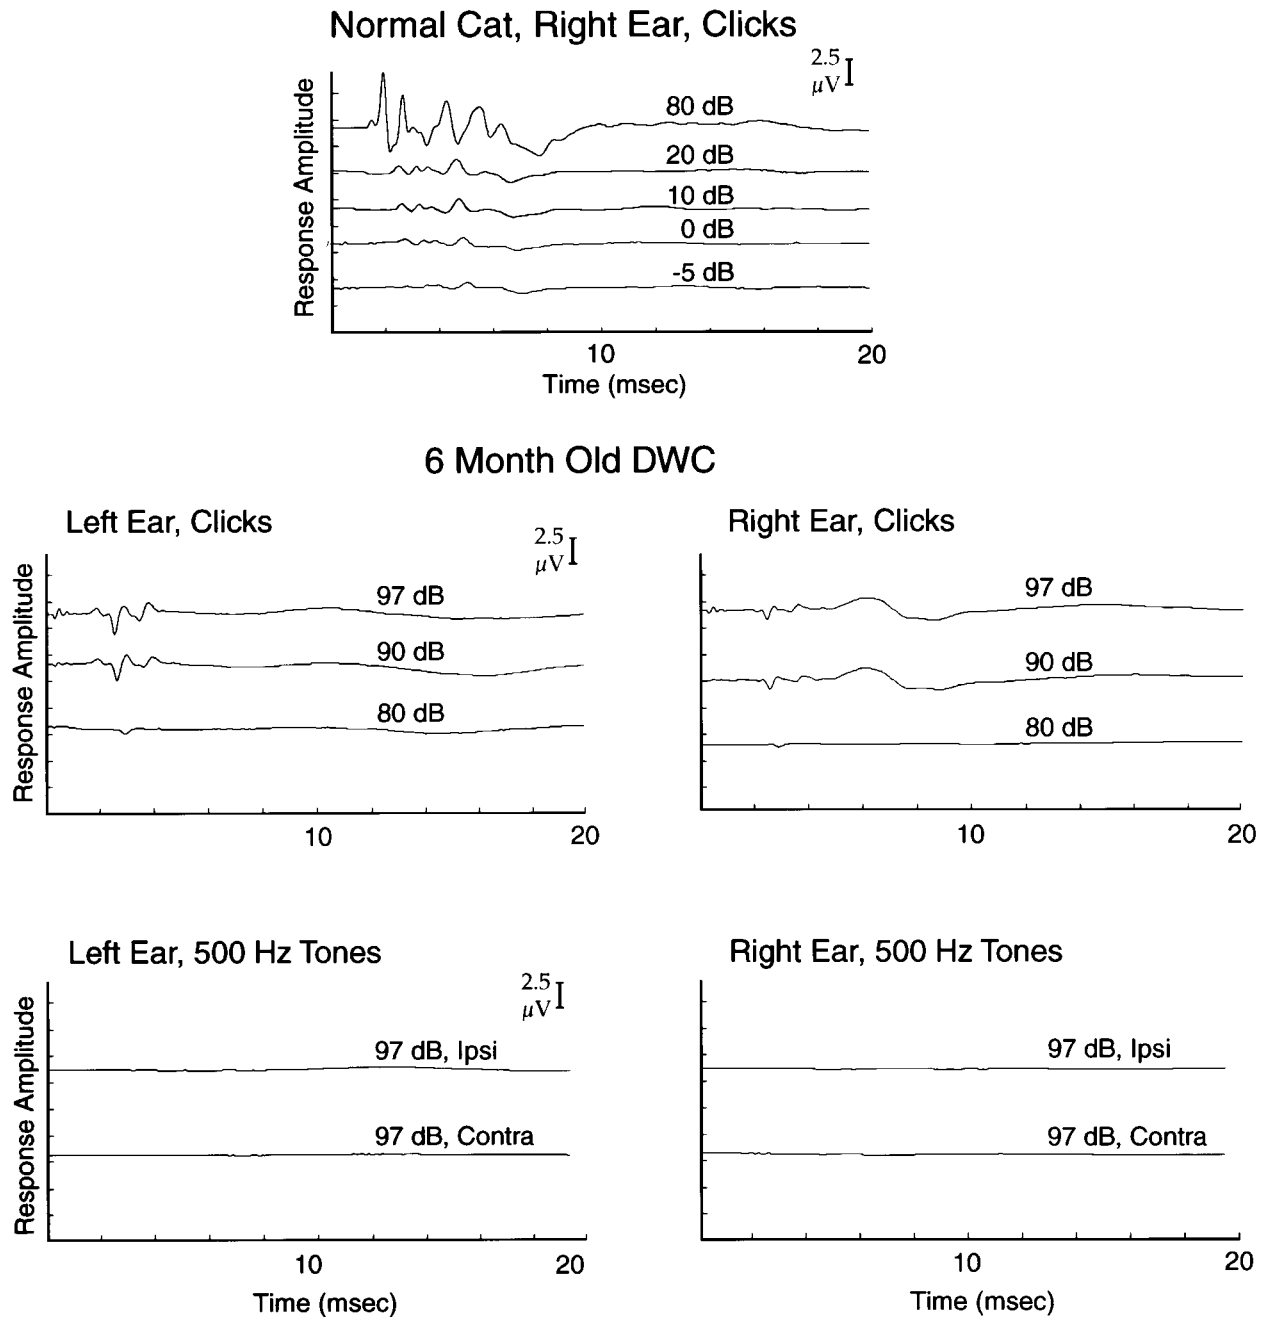 Normal Cat, Right Ear, Clicks
2.5
μV
Response Amplitude
80 dB
20 dB
10 dB
0 dB
-5 dB
10
20
Time (msec)
6 Month Old DWC
Left Ear, Clicks
2.5
μV
Response Amplitude
97 dB
90 dB
80 dB
10
20
Right Ear, Clicks
97 dB
90 dB
80 dB
10
20
Left Ear, 500 Hz Tones
2.5
μV
Response Amplitude
97 dB, Ipsi
97 dB, Contra
10
20
Time (msec)
Right Ear, 500 Hz Tones
97 dB, Ipsi
97 dB, Contra
10
20
Time (msec)